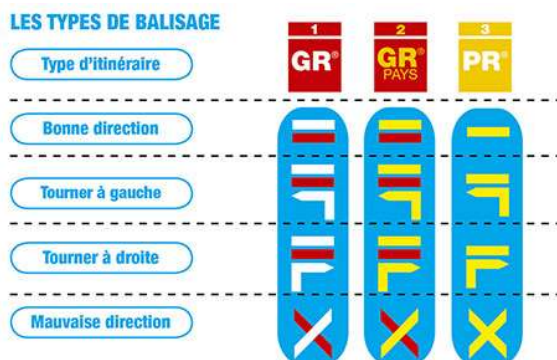 LES TYPES DE BALISAGE
1 2 3
Type d'itinéraire GR® GR® PR®
PAYS
Bonne direction
Tourner à gauche
Tourner à droite
Mauvaise direction